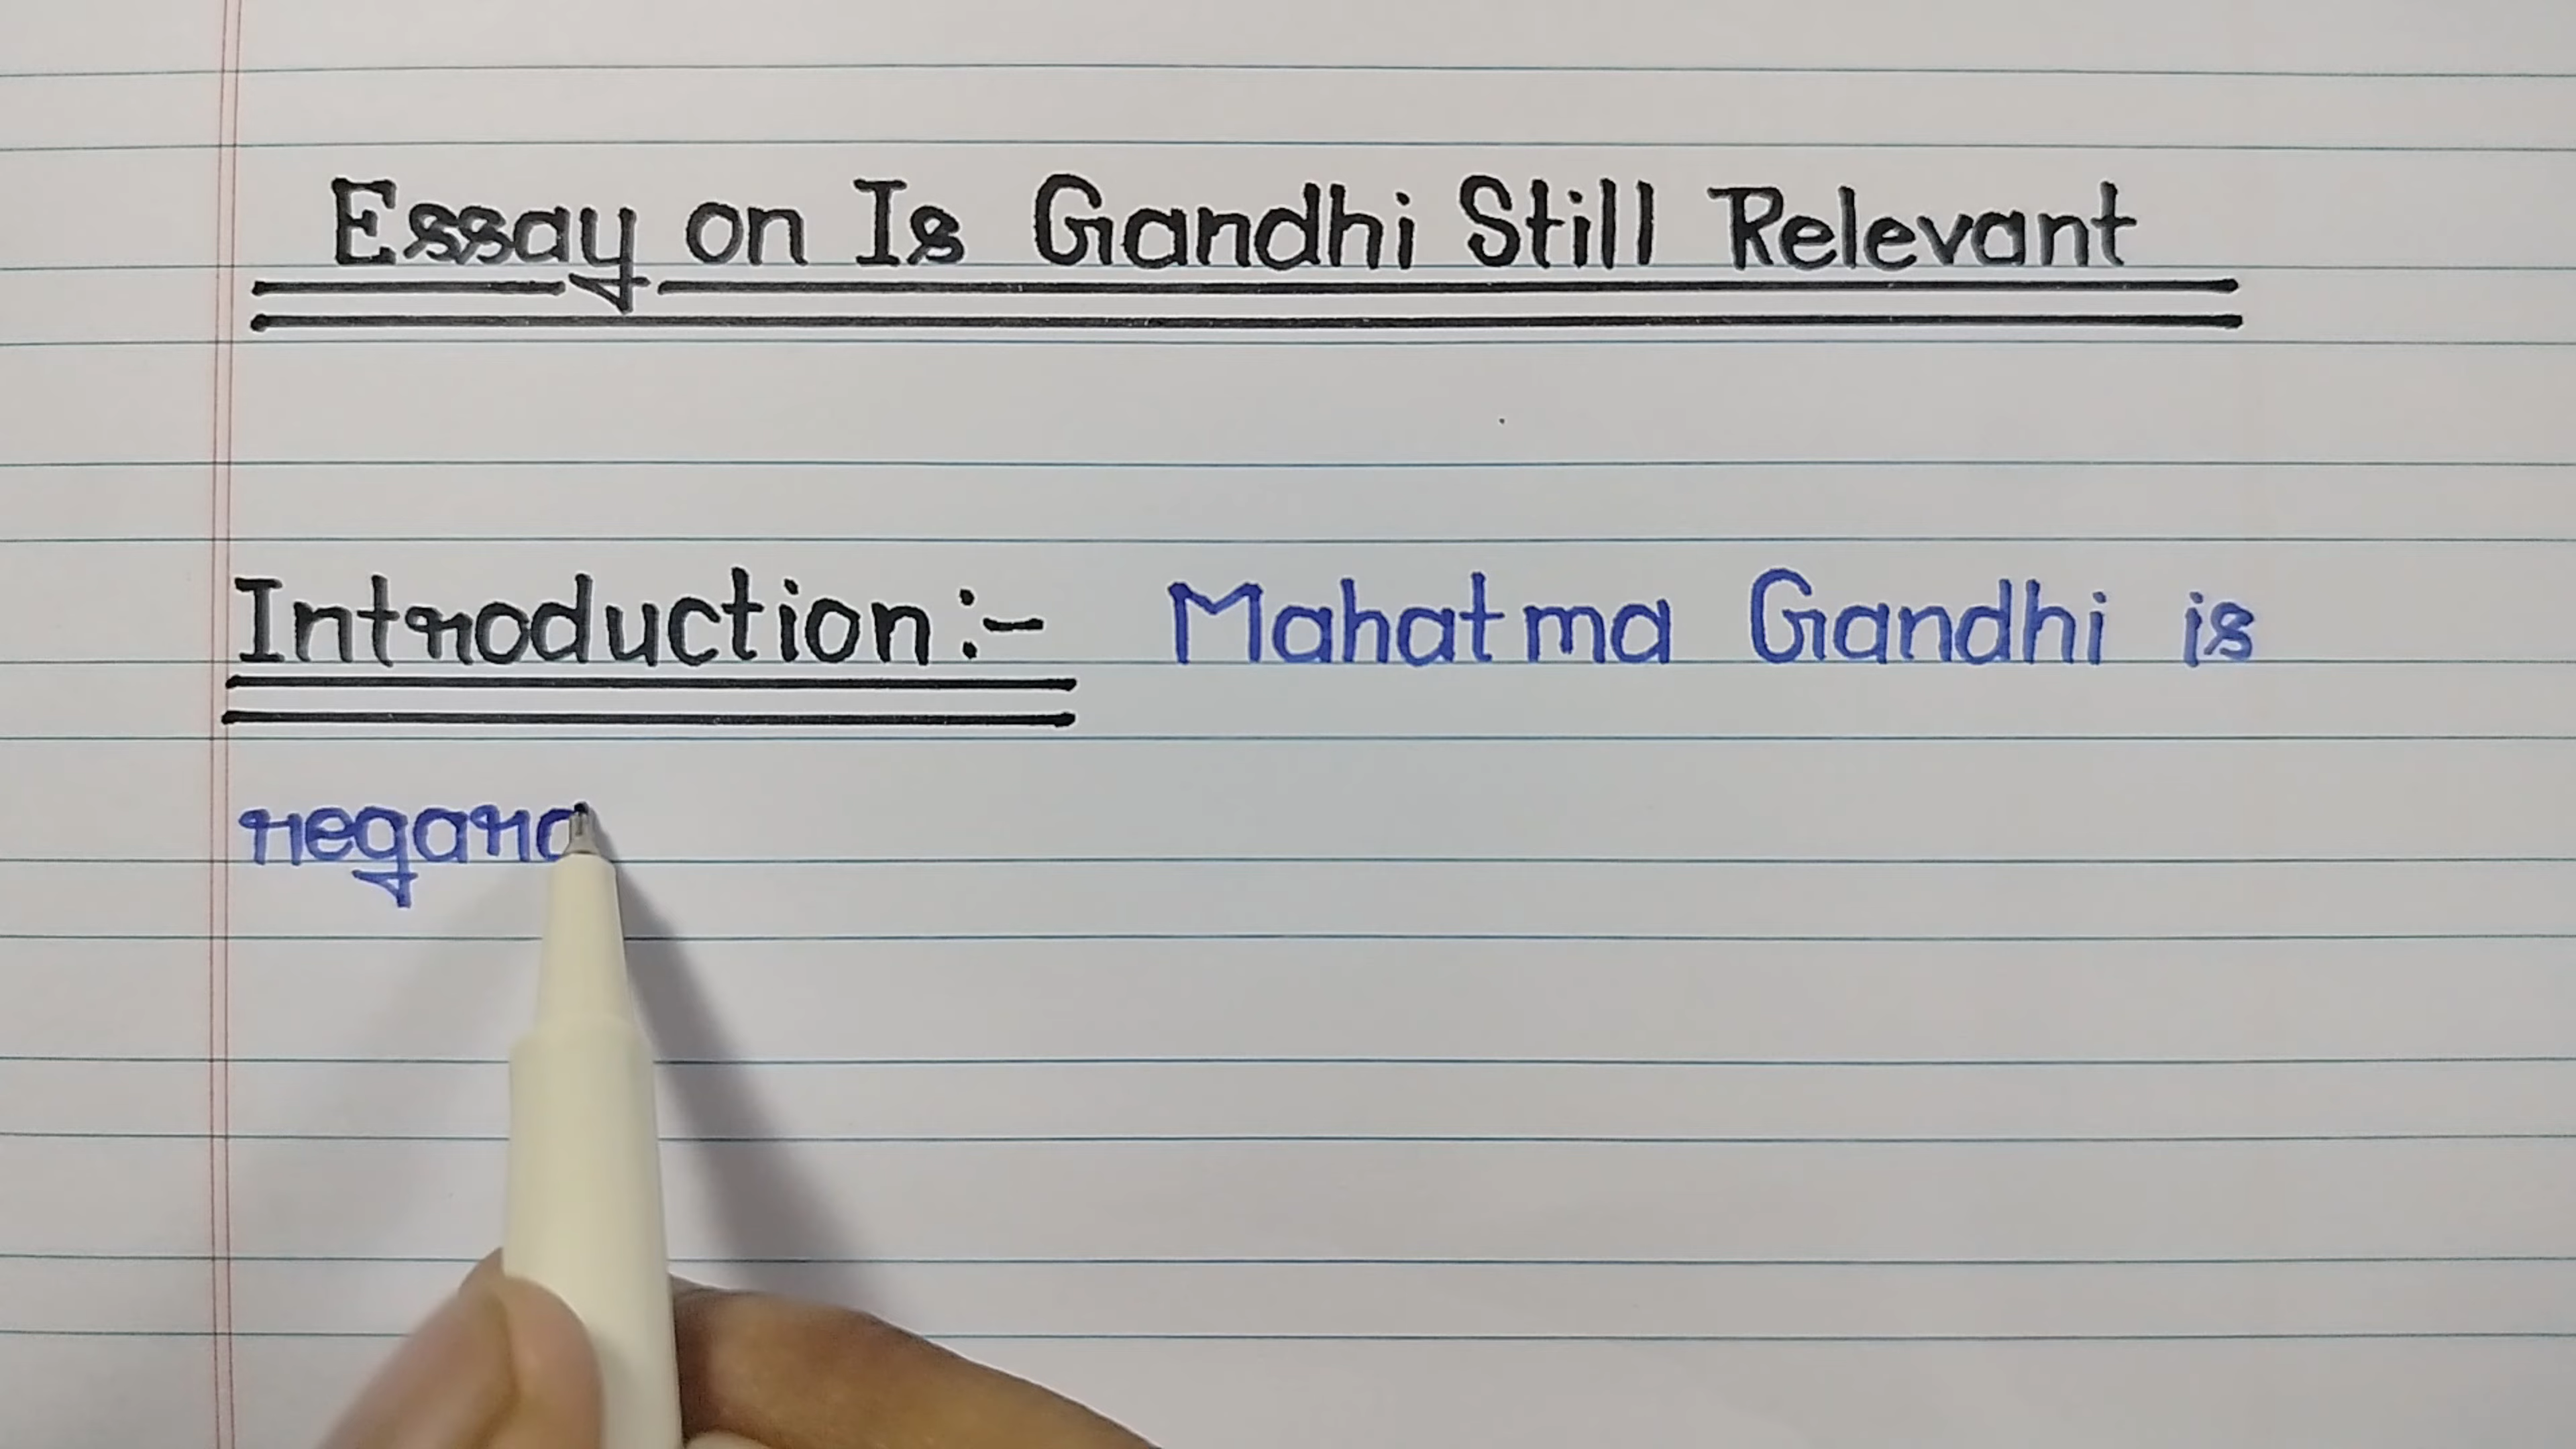 Essay on Is Gandhi Still Relevant
Introduction:- Mahatma Gandhi is
regard